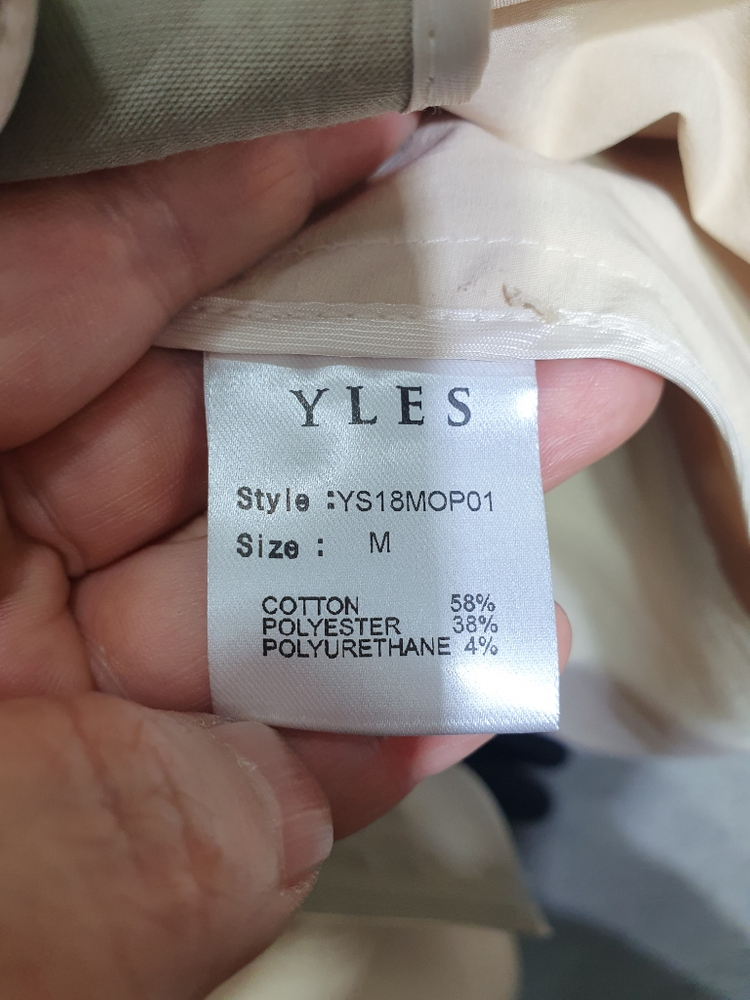 YLES
Style :YS18MOP01
Size : M
COTTON 58%
POLYESTER 38%
POLYURETHANE 4%